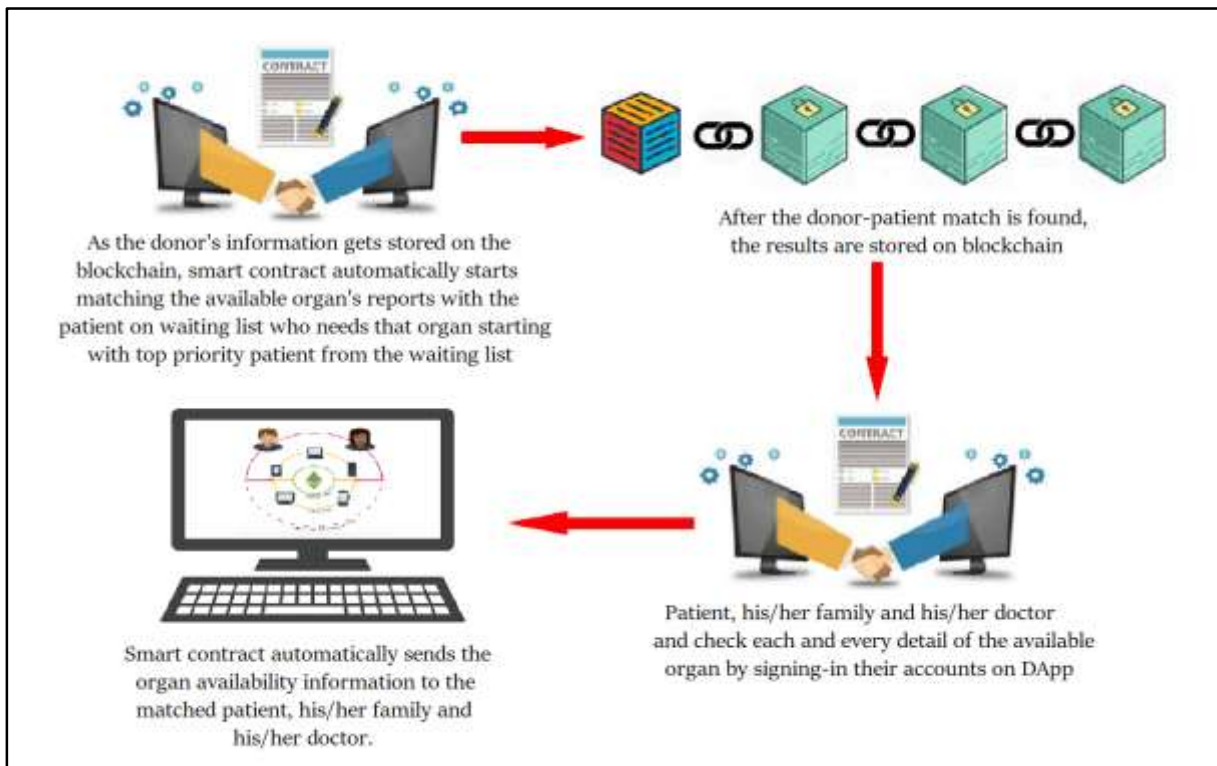 CONTRACT
As the donor's information gets stored on the
blockchain, smart contract automatically starts
matching the available organ's reports with the
patient on waiting list who needs that organ starting
with top priority patient from the waiting list
After the donor-patient match is found,
the results are stored on blockchain
CONTRACT
Patient, his/her family and his/her doctor
and check each and every detail of the available
organ by signing-in their accounts on DApp
Smart contract automatically sends the
organ availability information to the
matched patient, his/her family and
his/her doctor.